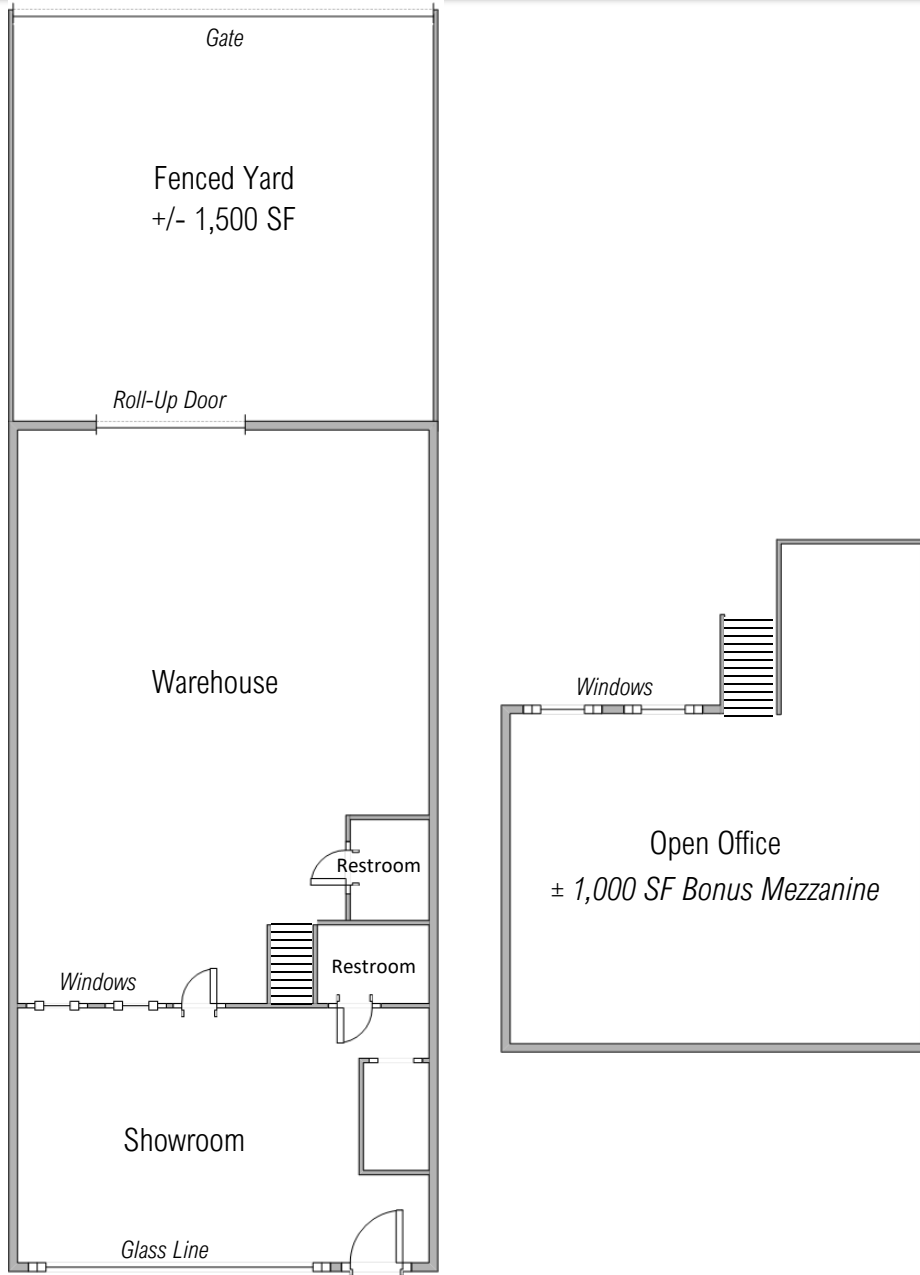 Gate
Fenced Yard
+/- 1,500 SF
Roll-Up Door
Warehouse
Restroom
Restroom
Windows
Showroom
Glass Line
Windows
Open Office
± 1,000 SF Bonus Mezzanine